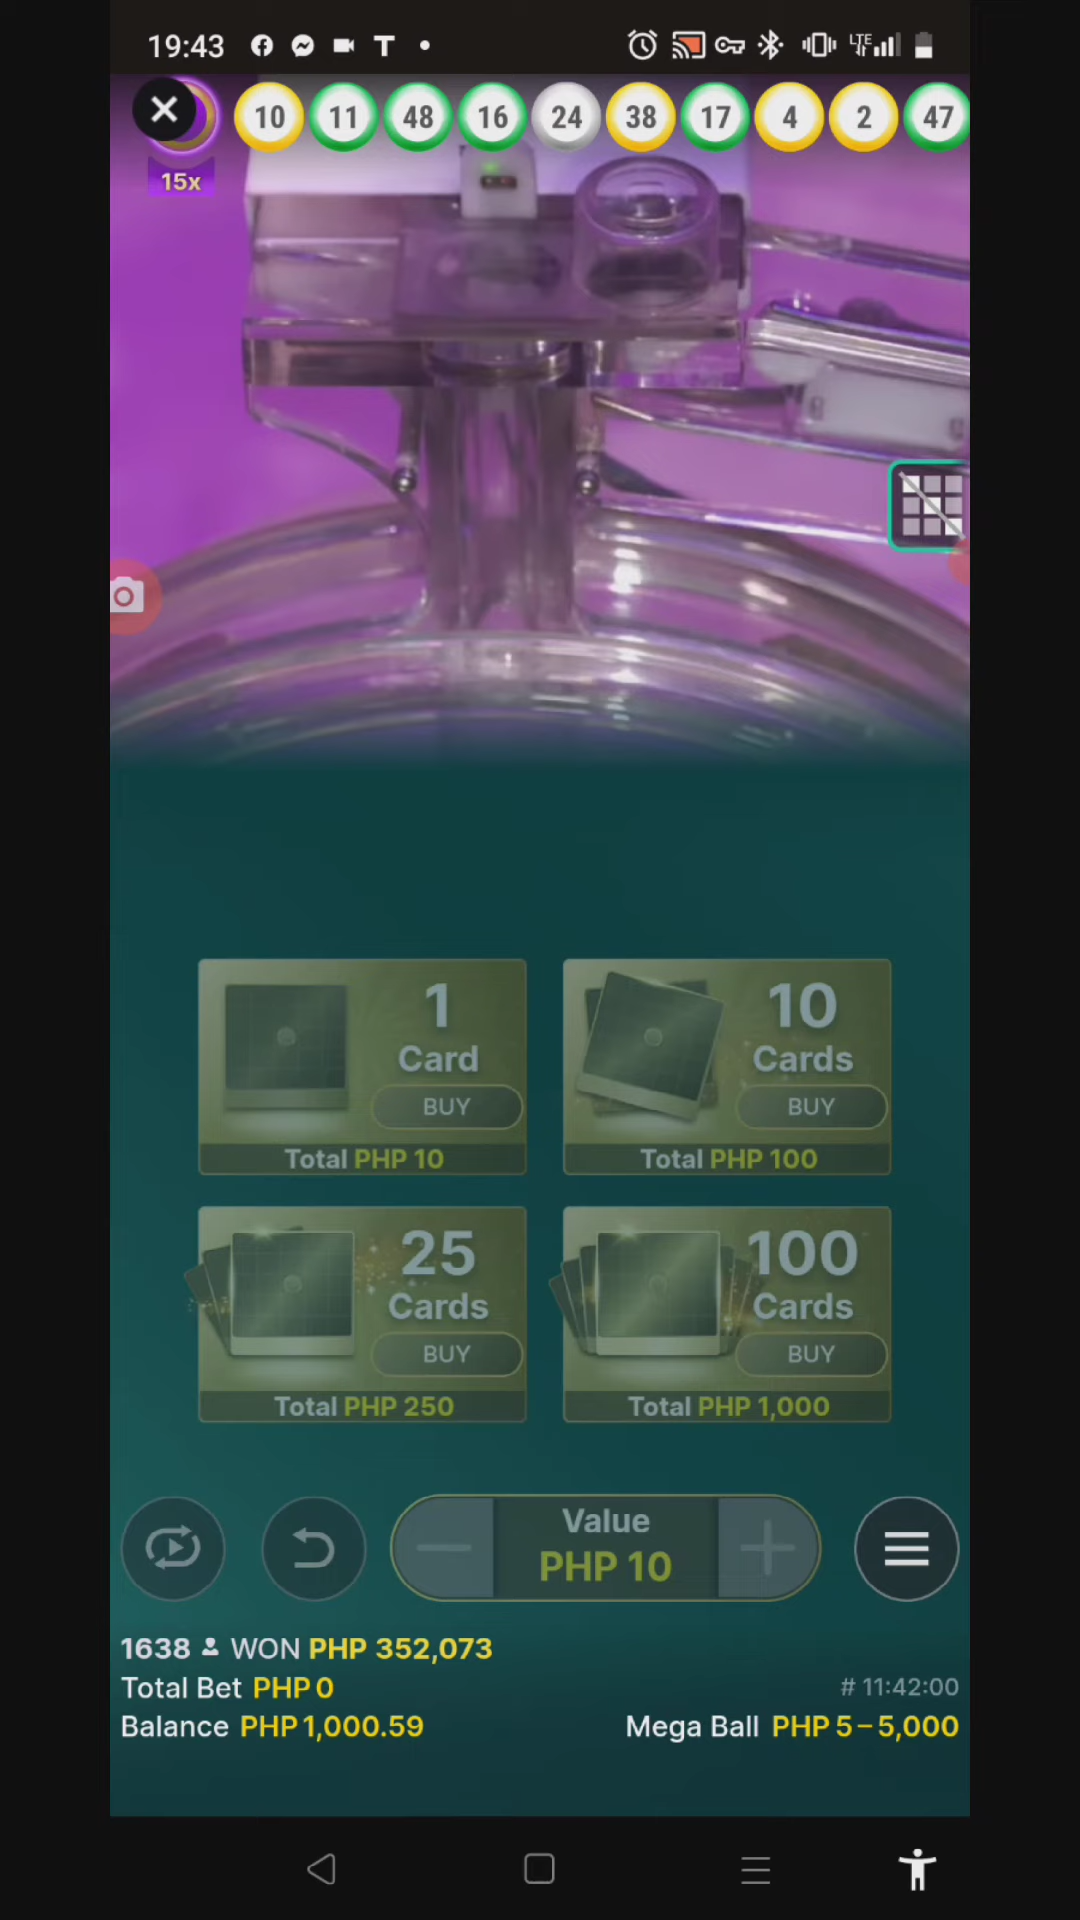 19:43 T LTE
10 11 48 16 24 38 17 4 2 47
15x
1
Card
BUY
Total PHP 10
10
Cards
BUY
Total PHP 100
25
Cards
BUY
Total PHP 250
100
Cards
BUY
Total PHP 1,000
Value
PHP 10
1638 WON PHP 352,073
Total Bet PHP 0
# 11:42:00
Balance PHP 1,000.59
Mega Ball PHP 5–5,000